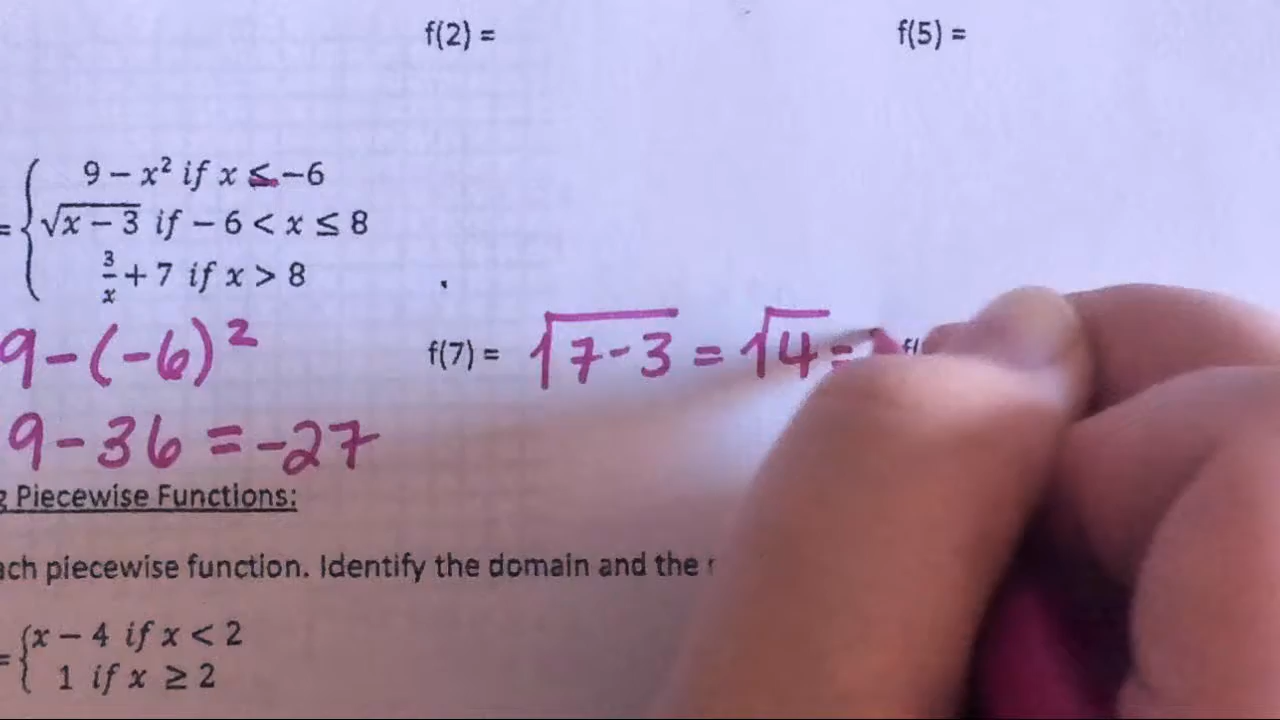 f(2) = f(5) =
= { 9 − x² if x ≤ −6
√x − 3 if − 6 < x ≤ 8
3/x + 7 if x > 8
9 - (-6)² f(7) = √7-3 = √4 =
9 - 36 = -27
Piecewise Functions:
piecewise function. Identify the domain and the
= { x − 4 if x < 2
1 if x ≥ 2